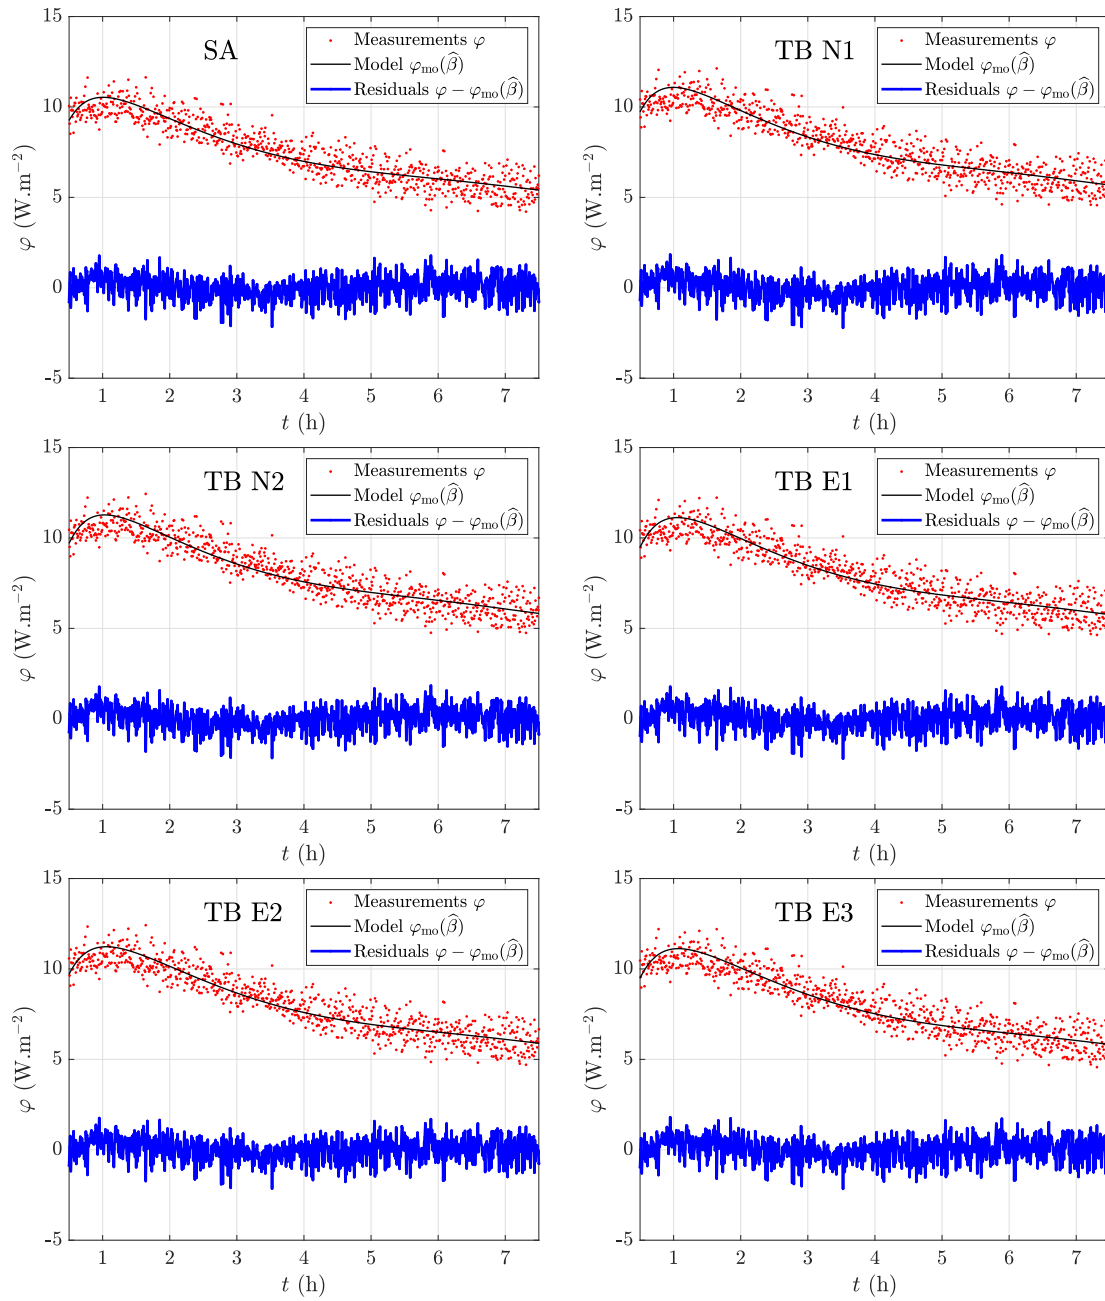 SA
Measurements φ
Model φmo(β̂)
Residuals φ − φmo(β̂)
φ (W.m−2)
15
10
5
0
-5
1 2 3 4 5 6 7
t (h)
TB N1
Measurements φ
Model φmo(β̂)
Residuals φ − φmo(β̂)
φ (W.m−2)
15
10
5
0
-5
1 2 3 4 5 6 7
t (h)
TB N2
Measurements φ
Model φmo(β̂)
Residuals φ − φmo(β̂)
φ (W.m−2)
15
10
5
0
-5
1 2 3 4 5 6 7
t (h)
TB E1
Measurements φ
Model φmo(β̂)
Residuals φ − φmo(β̂)
φ (W.m−2)
15
10
5
0
-5
1 2 3 4 5 6 7
t (h)
TB E2
Measurements φ
Model φmo(β̂)
Residuals φ − φmo(β̂)
φ (W.m−2)
15
10
5
0
-5
1 2 3 4 5 6 7
t (h)
TB E3
Measurements φ
Model φmo(β̂)
Residuals φ − φmo(β̂)
φ (W.m−2)
15
10
5
0
-5
1 2 3 4 5 6 7
t (h)